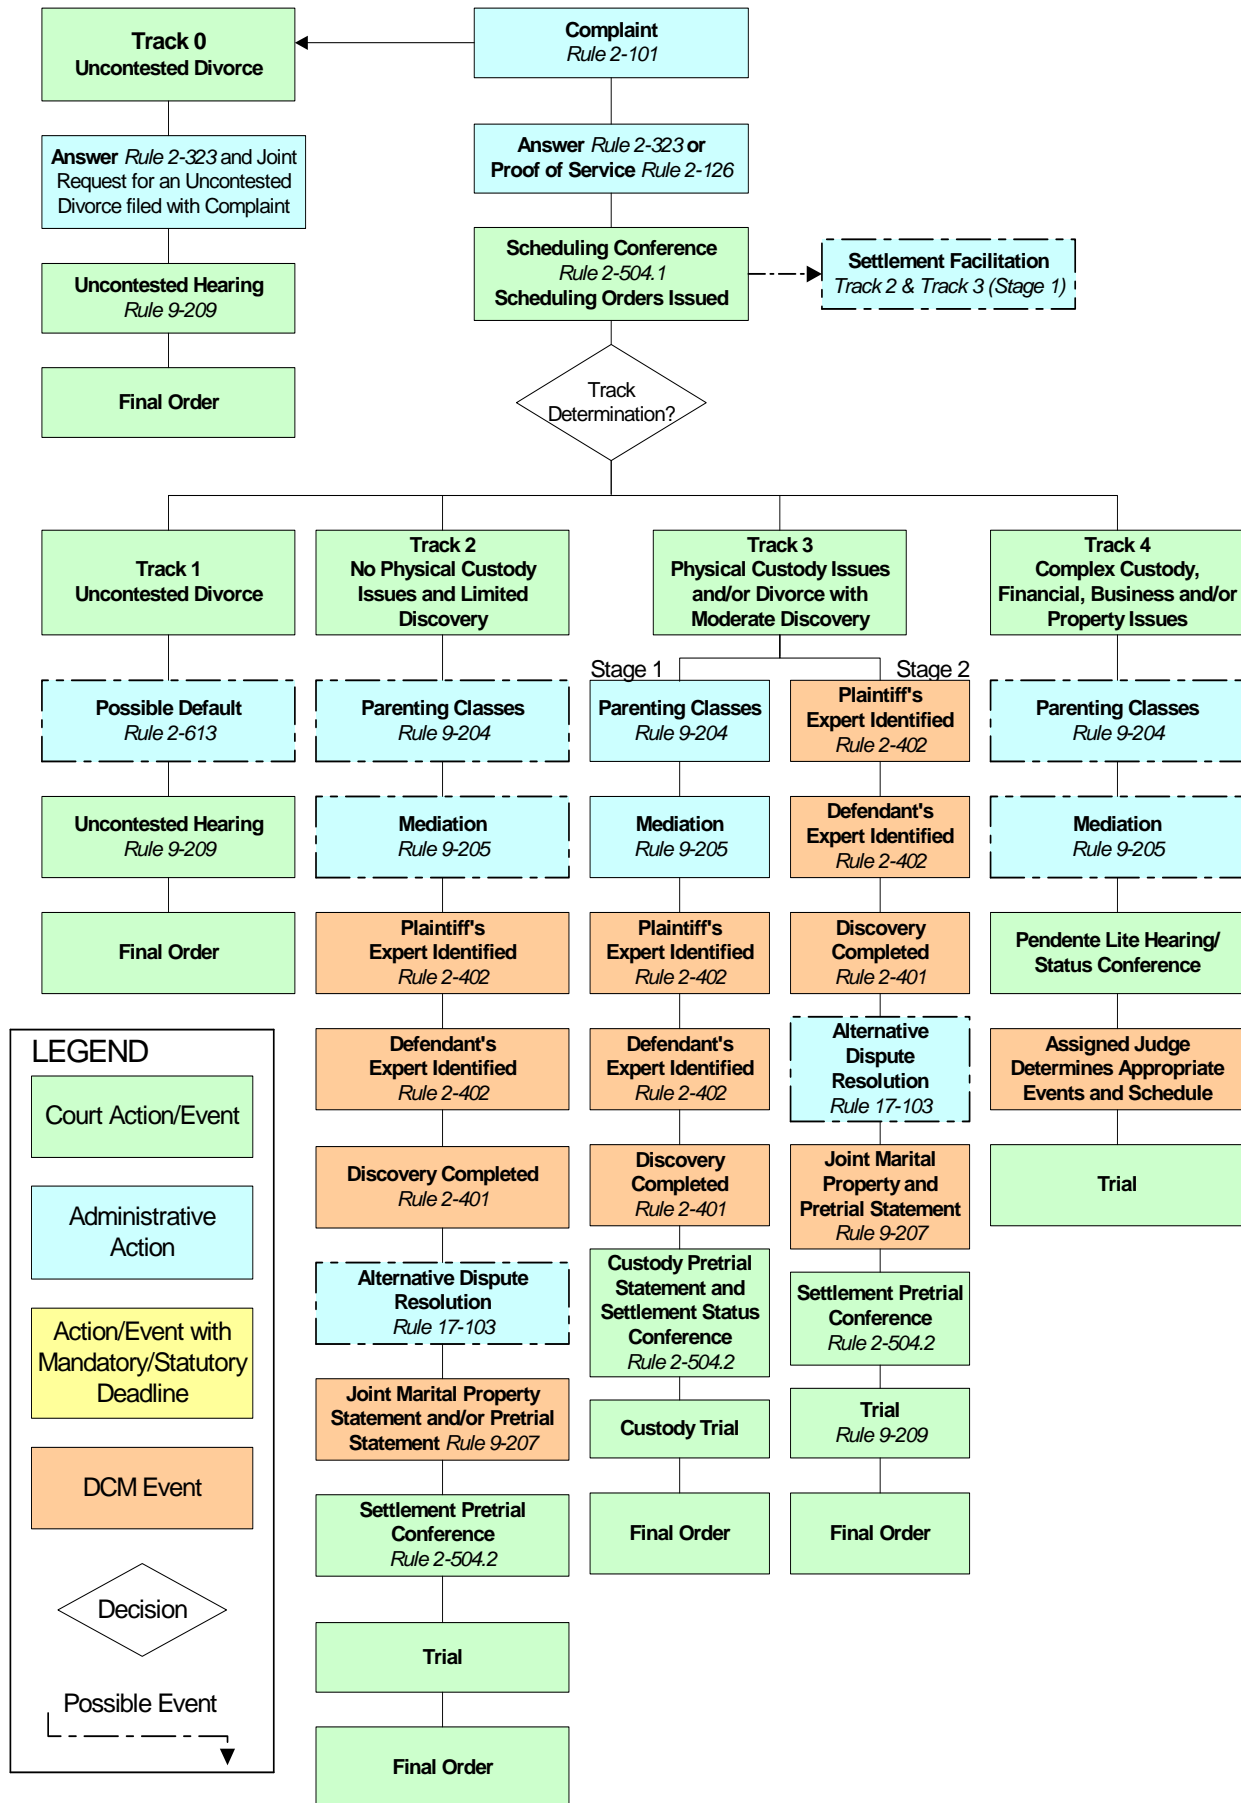 Track 0
Uncontested Divorce
Complaint
Rule 2-101
Answer Rule 2-323 and Joint
Request for an Uncontested
Divorce filed with Complaint
Answer Rule 2-323 or
Proof of Service Rule 2-126
Uncontested Hearing
Rule 9-209
Scheduling Conference
Rule 2-504.1
Scheduling Orders Issued
Settlement Facilitation
Track 2 & Track 3 (Stage 1)
Final Order
Track
Determination?
Track 1
Uncontested Divorce
Possible Default
Rule 2-613
Uncontested Hearing
Rule 9-209
Final Order
Track 2
No Physical Custody
Issues and Limited
Discovery
Parenting Classes
Rule 9-204
Mediation
Rule 9-205
Plaintiff's
Expert Identified
Rule 2-402
Defendant's
Expert Identified
Rule 2-402
Discovery Completed
Rule 2-401
Alternative Dispute
Resolution
Rule 17-103
Joint Marital Property
Statement and/or Pretrial
Statement Rule 9-207
Settlement Pretrial
Conference
Rule 2-504.2
Trial
Final Order
Track 3
Physical Custody Issues
and/or Divorce with
Moderate Discovery
Stage 1
Parenting Classes
Rule 9-204
Mediation
Rule 9-205
Plaintiff's
Expert Identified
Rule 2-402
Defendant's
Expert Identified
Rule 2-402
Discovery
Completed
Rule 2-401
Custody Pretrial
Statement and
Settlement Status
Conference
Rule 2-504.2
Custody Trial
Final Order
Stage 2
Plaintiff's
Expert Identified
Rule 2-402
Defendant's
Expert Identified
Rule 2-402
Discovery
Completed
Rule 2-401
Alternative
Dispute
Resolution
Rule 17-103
Joint Marital
Property and
Pretrial Statement
Rule 9-207
Settlement Pretrial
Conference
Rule 2-504.2
Trial
Rule 9-209
Final Order
Track 4
Complex Custody,
Financial, Business and/or
Property Issues
Parenting Classes
Rule 9-204
Mediation
Rule 9-205
Pendente Lite Hearing/
Status Conference
Assigned Judge
Determines Appropriate
Events and Schedule
Trial
LEGEND
Court Action/Event
Administrative
Action
Action/Event with
Mandatory/Statutory
Deadline
DCM Event
Decision
Possible Event